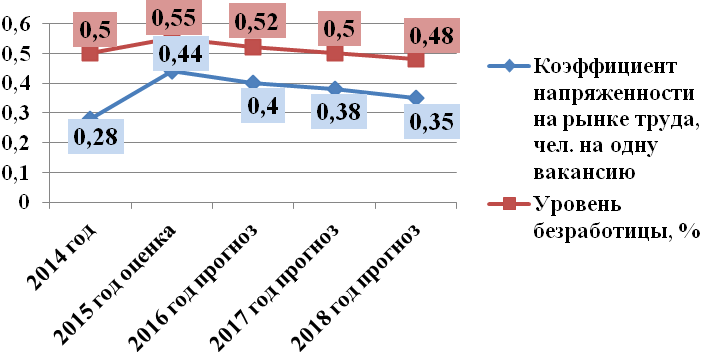 0,6
0,5
0,4
0,3
0,2
0,1
0
0,5
0,55
0,52
0,5
0,48
0,28
0,44
0,4
0,38
0,35
2014 год
2015 год оценка
2016 год прогноз
2017 год прогноз
2018 год прогноз
Коэффициент
напряженности
на рынке труда,
чел. на одну
вакансию
Уровень
безработицы, %